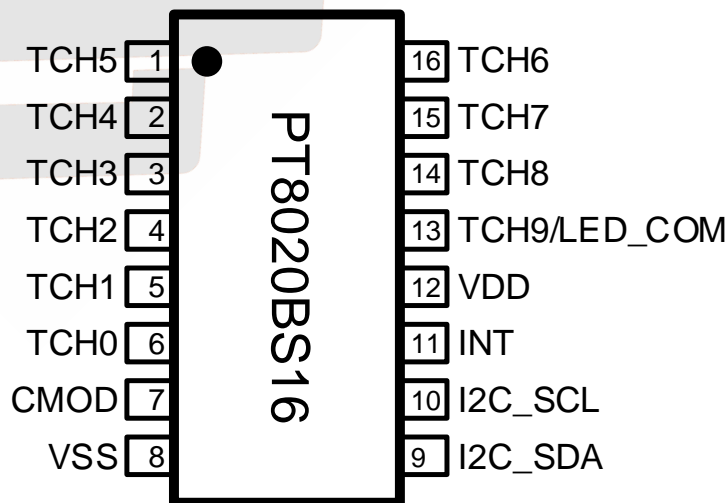 TCH5 1 16 TCH6
TCH4 2 15 TCH7
TCH3 3 14 TCH8
TCH2 4 13 TCH9/LED_COM
TCH1 5 12 VDD
TCH0 6 11 INT
CMOD 7 10 I2C_SCL
VSS 8 9 I2C_SDA
PT8020BS16